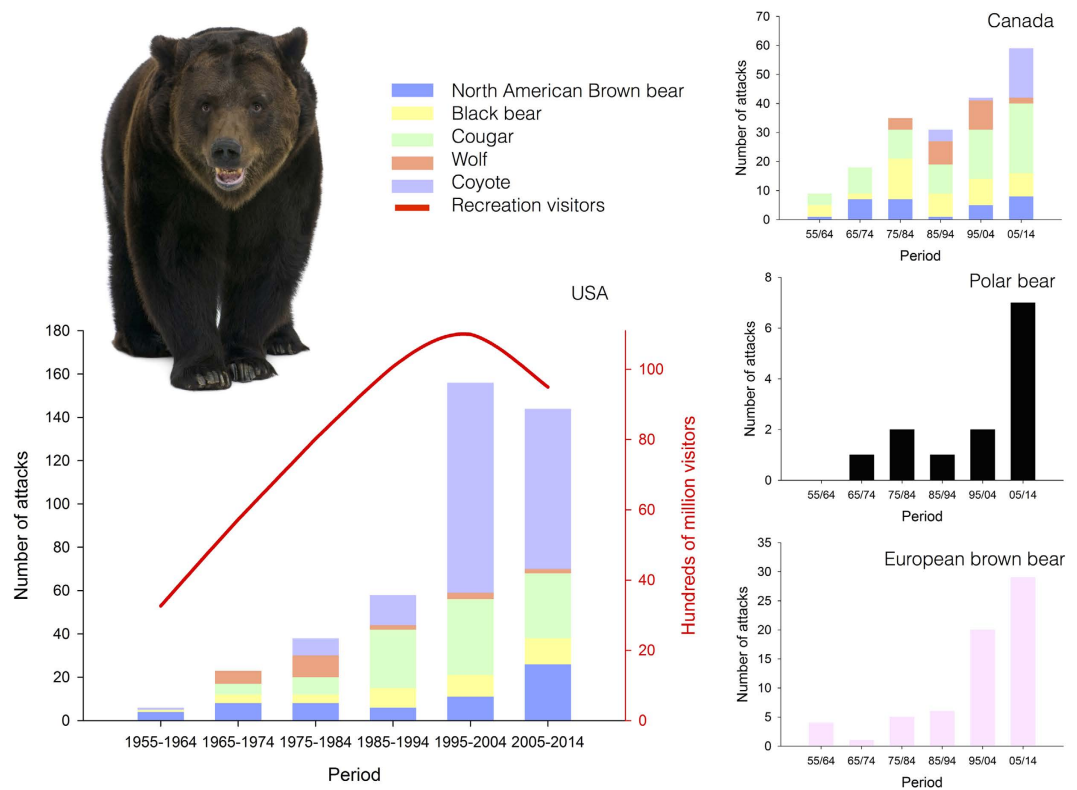 North American Brown bear
Black bear
Cougar
Wolf
Coyote
Recreation visitors
USA
180
160
140
120
100
80
60
40
20
0
Number of attacks
100
80
60
40
20
0
Hundreds of million visitors
1955-1964 1965-1974 1975-1984 1985-1994 1995-2004 2005-2014
Period
Canada
70
60
50
40
30
20
10
0
Number of attacks
55/64 65/74 75/84 85/94 95/04 05/14
Period
Polar bear
8
6
4
2
0
Number of attacks
55/64 65/74 75/84 85/94 95/04 05/14
Period
European brown bear
35
30
25
20
15
10
5
0
Number of attacks
55/64 65/74 75/84 85/94 95/04 05/14
Period